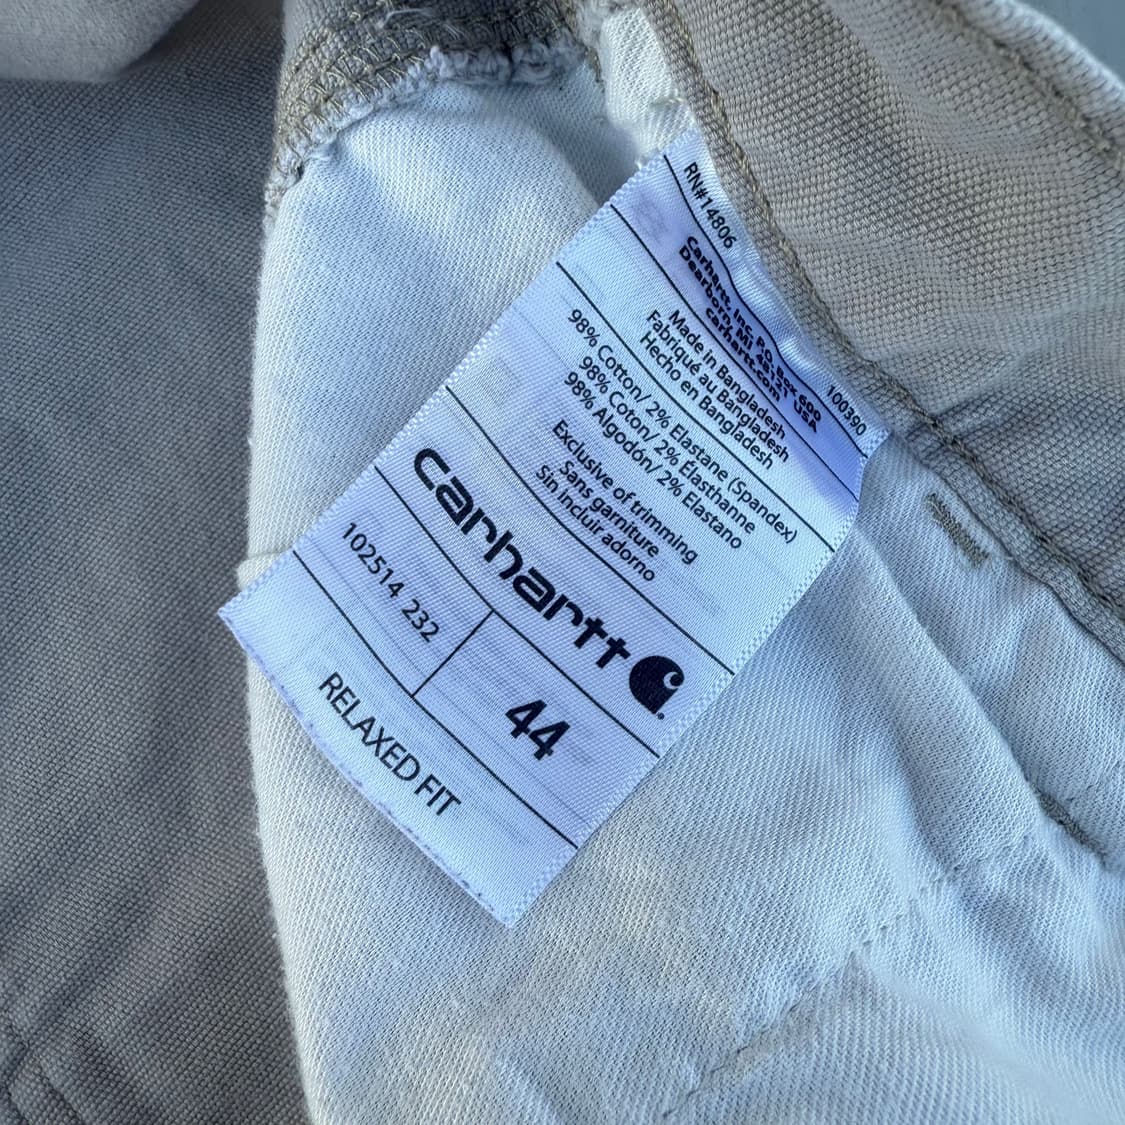 RN#14806
100390
Carhartt, Inc. P.O. Box 600
Dearborn, MI 48121 USA
carhartt.com
Made in Bangladesh
Fabriqué au Bangladesh
Hecho en Bangladesh
98% Cotton/ 2% Elastane (Spandex)
98% Coton/ 2% Élasthanne
98% Algodón/ 2% Elastano
Exclusive of trimming
Sans garniture
Sin incluir adorno
carhartt
102514 232
44
RELAXED FIT